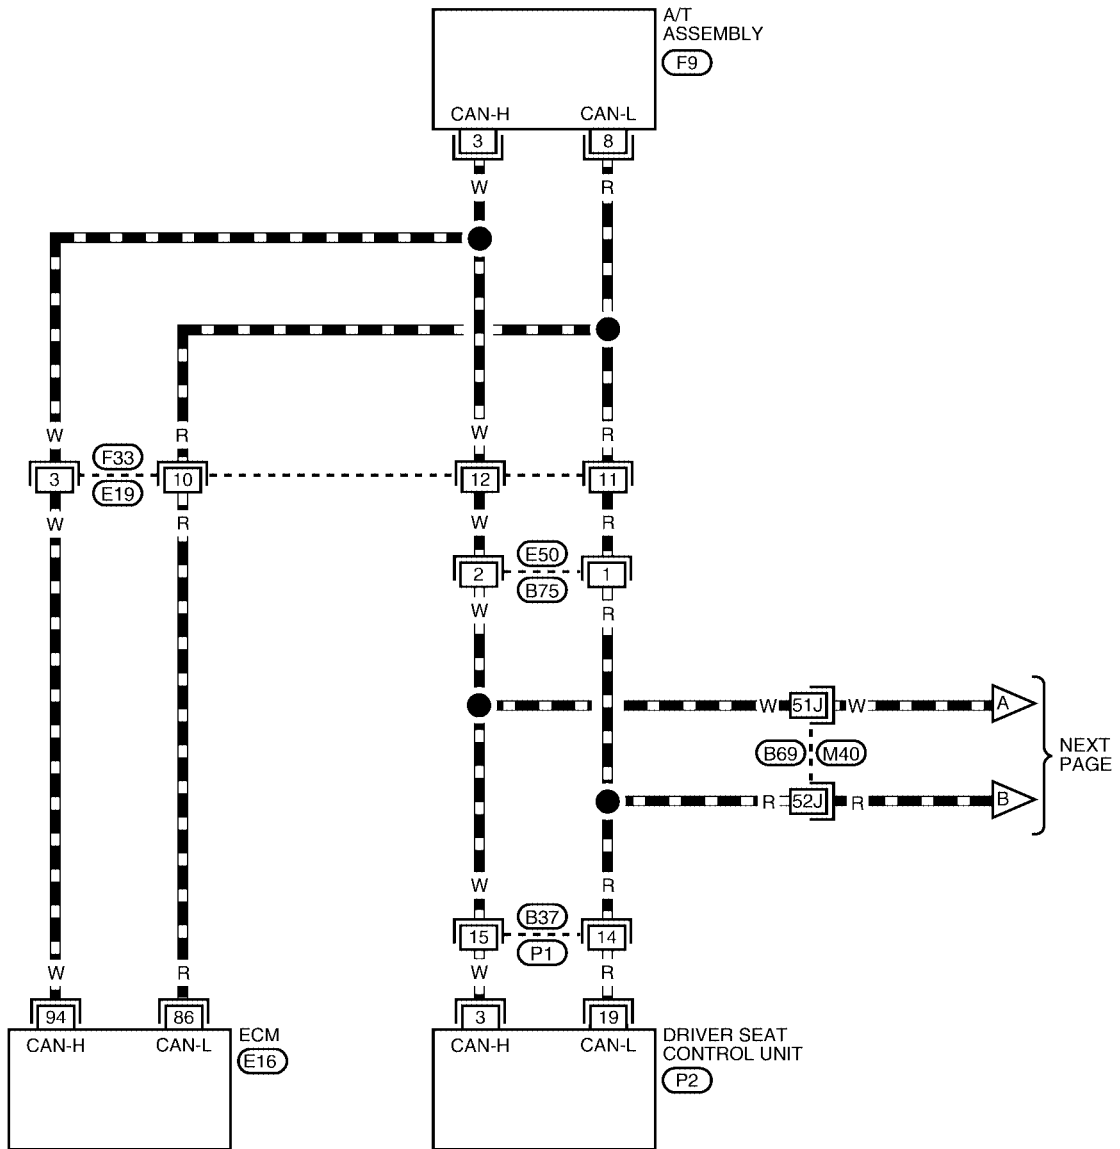 A/T
ASSEMBLY
F9
CAN-H CAN-L
3 8
W R
W R W R
F33
3 10 12 11
E19
W R W R
E50
2 1
B75
W R
W 51J W A
B69 M40
NEXT
PAGE
R 52J R B
W R
B37
15 14
P1
W R W R
94 86 3 19
ECM
CAN-H CAN-L
E16
DRIVER SEAT
CONTROL UNIT
CAN-H CAN-L
P2